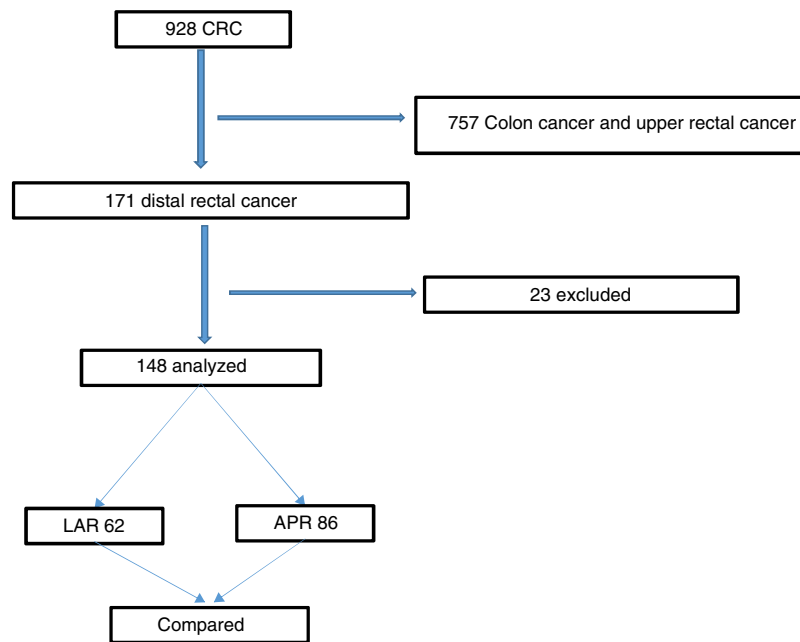 928 CRC
757 Colon cancer and upper rectal cancer
171 distal rectal cancer
23 excluded
148 analyzed
LAR 62
APR 86
Compared